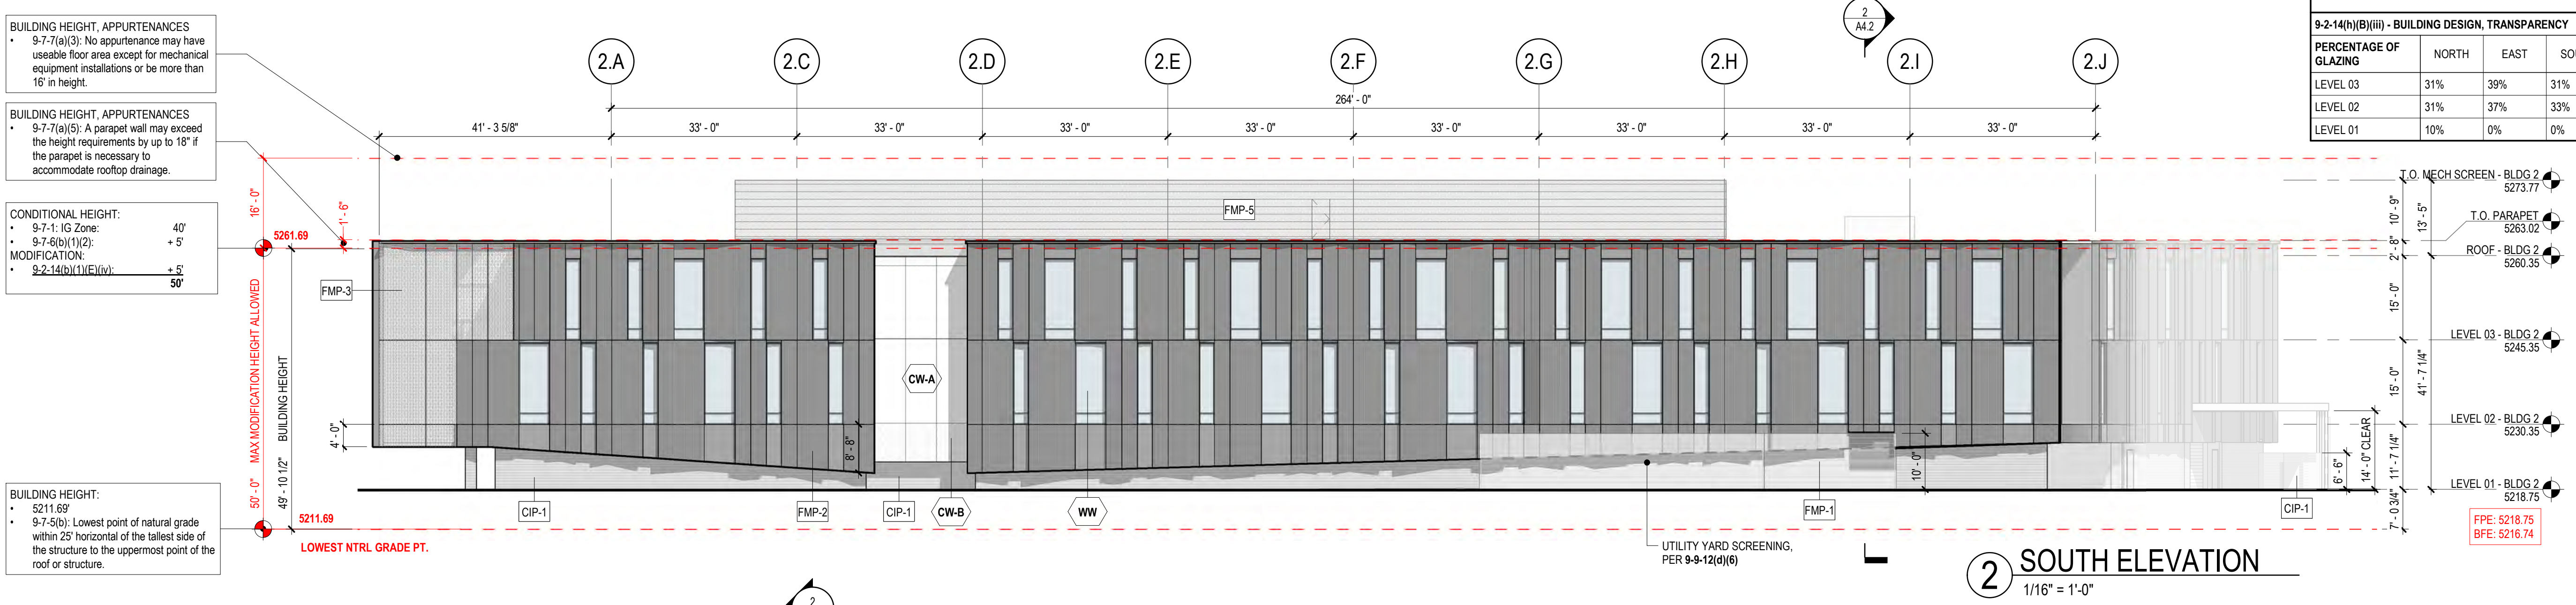 BUILDING HEIGHT, APPURTENANCES
• 9-7-7(a)(3): No appurtenance may have
useable floor area except for mechanical
equipment installations or be more than
16' in height.
BUILDING HEIGHT, APPURTENANCES
• 9-7-7(a)(5): A parapet wall may exceed
the height requirements by up to 18" if
the parapet is necessary to
accommodate rooftop drainage.
CONDITIONAL HEIGHT:
• 9-7-1: IG Zone: 40'
• 9-7-6(b)(1)(2): + 5'
MODIFICATION:
• 9-2-14(b)(1)(E)(iv): + 5'
50'
BUILDING HEIGHT:
• 5211.69'
• 9-7-5(b): Lowest point of natural grade
within 25' horizontal of the tallest side of
the structure to the uppermost point of the
roof or structure.
16' - 0"
1' - 6"
5261.69
50' - 0" MAX MODIFICATION HEIGHT ALLOWED
49' - 10 1/2" BUILDING HEIGHT
5211.69
LOWEST NTRL GRADE PT.
2.A
2.C
2.D
2.E
2.F
2.G
2.H
2.I
2.J
2
A4.2
264' - 0"
41' - 3 5/8"
33' - 0"
33' - 0"
33' - 0"
33' - 0"
33' - 0"
33' - 0"
33' - 0"
33' - 0"
FMP-5
FMP-3
CW-A
4' - 0"
8' - 8"
10' - 0"
CIP-1
FMP-2
CIP-1
CW-B
WW
FMP-1
CIP-1
UTILITY YARD SCREENING,
PER 9-9-12(d)(6)
9-2-14(h)(B)(iii) - BUILDING DESIGN, TRANSPARENCY
PERCENTAGE OF
GLAZING
NORTH EAST SOU
LEVEL 03 31% 39% 31%
LEVEL 02 31% 37% 33%
LEVEL 01 10% 0% 0%
T.O. MECH SCREEN - BLDG 2
5273.77
T.O. PARAPET
5263.02
ROOF - BLDG 2
5260.35
LEVEL 03 - BLDG 2
5245.35
LEVEL 02 - BLDG 2
5230.35
LEVEL 01 - BLDG 2
5218.75
10' - 9"
13' - 5"
2' - 8"
15' - 0"
15' - 0"
41' - 7 1/4"
11' - 7 1/4"
14' - 0" CLEAR
6' - 6"
7' - 0 3/4"
FPE: 5218.75
BFE: 5216.74
2 SOUTH ELEVATION
1/16" = 1'-0"
2